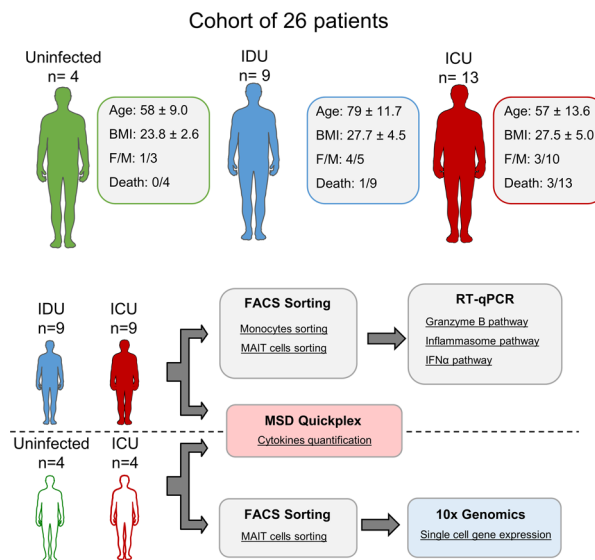 Cohort of 26 patients
Uninfected
n= 4
Age: 58 ± 9.0
BMI: 23.8 ± 2.6
F/M: 1/3
Death: 0/4
IDU
n= 9
Age: 79 ± 11.7
BMI: 27.7 ± 4.5
F/M: 4/5
Death: 1/9
ICU
n= 13
Age: 57 ± 13.6
BMI: 27.5 ± 5.0
F/M: 3/10
Death: 3/13
IDU
n=9
ICU
n=9
FACS Sorting
Monocytes sorting
MAIT cells sorting
RT-qPCR
Granzyme B pathway
Inflammasome pathway
IFNα pathway
MSD Quickplex
Cytokines quantification
Uninfected
n=4
ICU
n=4
FACS Sorting
MAIT cells sorting
10x Genomics
Single cell gene expression